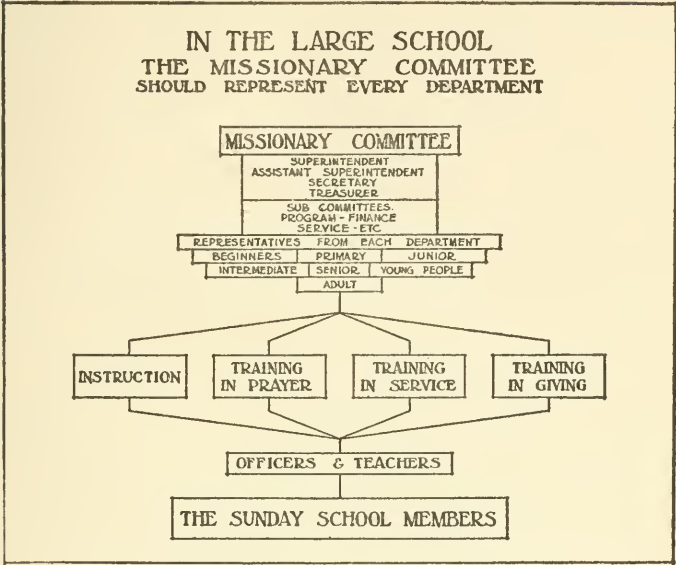 IN THE LARGE SCHOOL
THE MISSIONARY COMMITTEE
SHOULD REPRESENT EVERY DEPARTMENT
MISSIONARY COMMITTEE
SUPERINTENDENT
ASSISTANT SUPERINTENDENT
SECRETARY
TREASURER
SUB COMMITTEES.
PROGRAM - FINANCE
SERVICE - ETC
REPRESENTATIVES FROM EACH DEPARTMENT
BEGINNERS PRIMARY JUNIOR
INTERMEDIATE SENIOR YOUNG PEOPLE
ADULT
INSTRUCTION
TRAINING
IN PRAYER
TRAINING
IN SERVICE
TRAINING
IN GIVING
OFFICERS & TEACHERS
THE SUNDAY SCHOOL MEMBERS